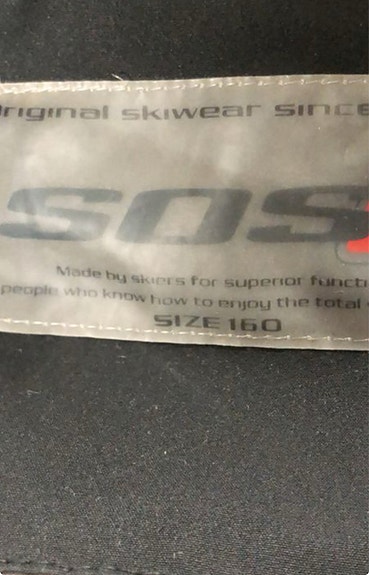 original skiwear since
SOS
Made by skiers for superior functi
people who know how to enjoy the total
SIZE 160